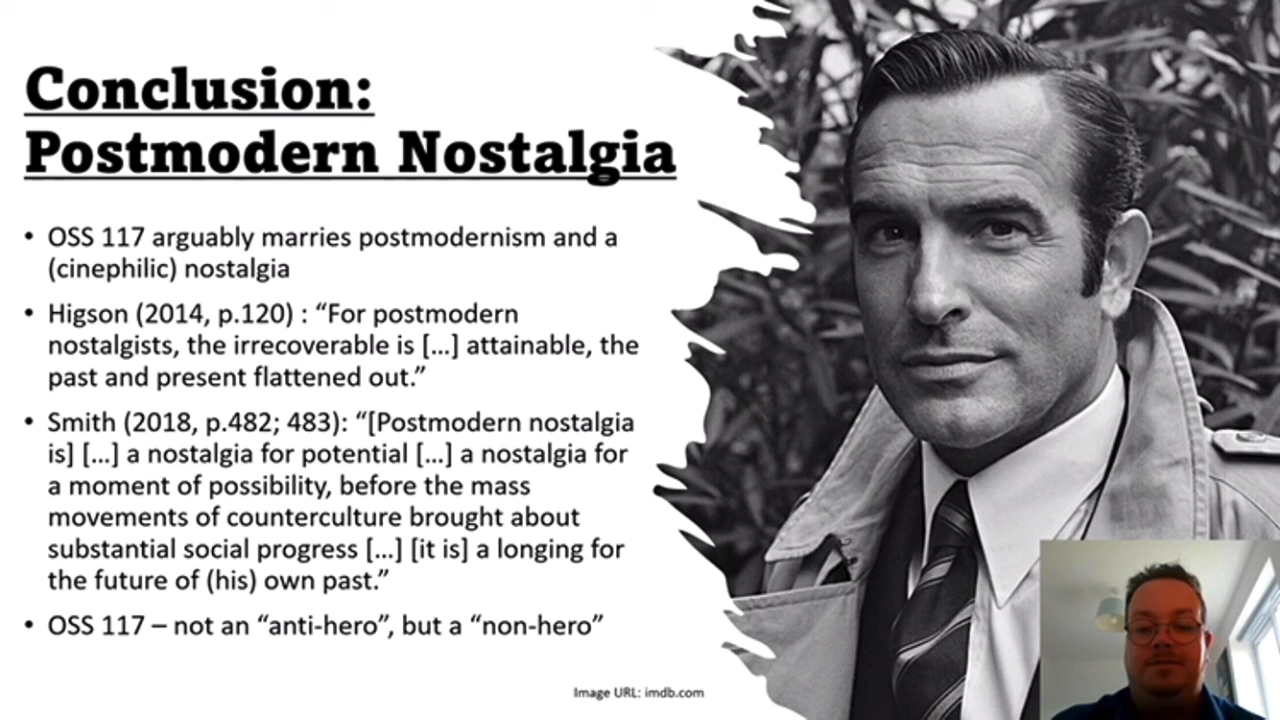 Conclusion:
Postmodern Nostalgia
• OSS 117 arguably marries postmodernism and a
(cinephilic) nostalgia
• Higson (2014, p.120) : “For postmodern
nostalgists, the irrecoverable is [...] attainable, the
past and present flattened out.”
• Smith (2018, p.482; 483): “[Postmodern nostalgia
is] [...] a nostalgia for potential [...] a nostalgia for
a moment of possibility, before the mass
movements of counterculture brought about
substantial social progress [...] [it is] a longing for
the future of (his) own past.”
• OSS 117 – not an “anti-hero”, but a “non-hero”
Image URL: imdb.com